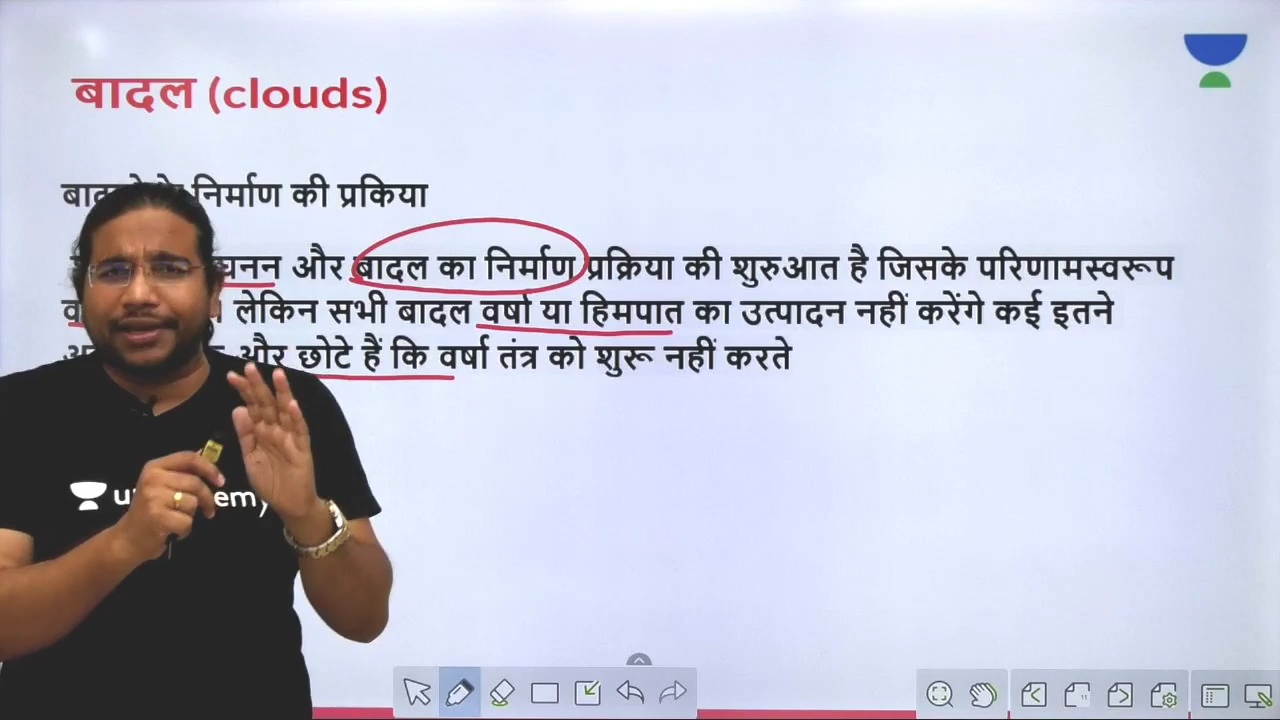 बादल (clouds)
निर्माण की प्रकिया
और बादल का निर्माण प्रक्रिया की शुरुआत है जिसके परिणामस्वरूप
लेकिन सभी बादल वर्षा या हिमपात का उत्पादन नहीं करेंगे कई इतने
और छोटे हैं कि वर्षा तंत्र को शुरू नहीं करते